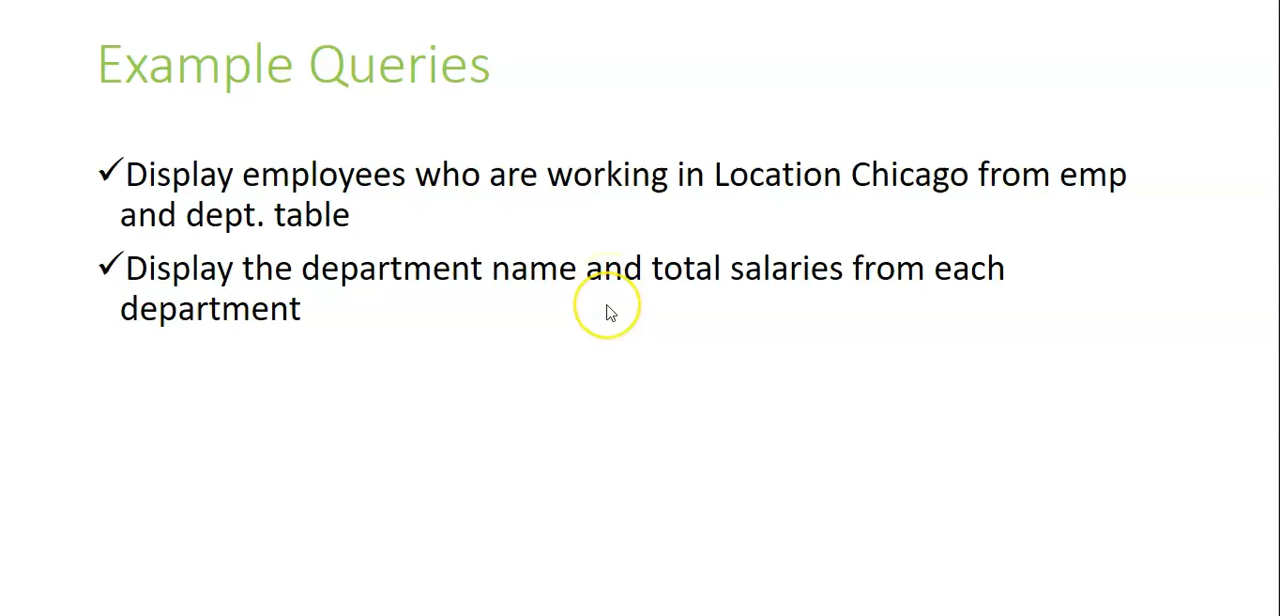 Example Queries
✓Display employees who are working in Location Chicago from emp
and dept. table
✓Display the department name and total salaries from each
department